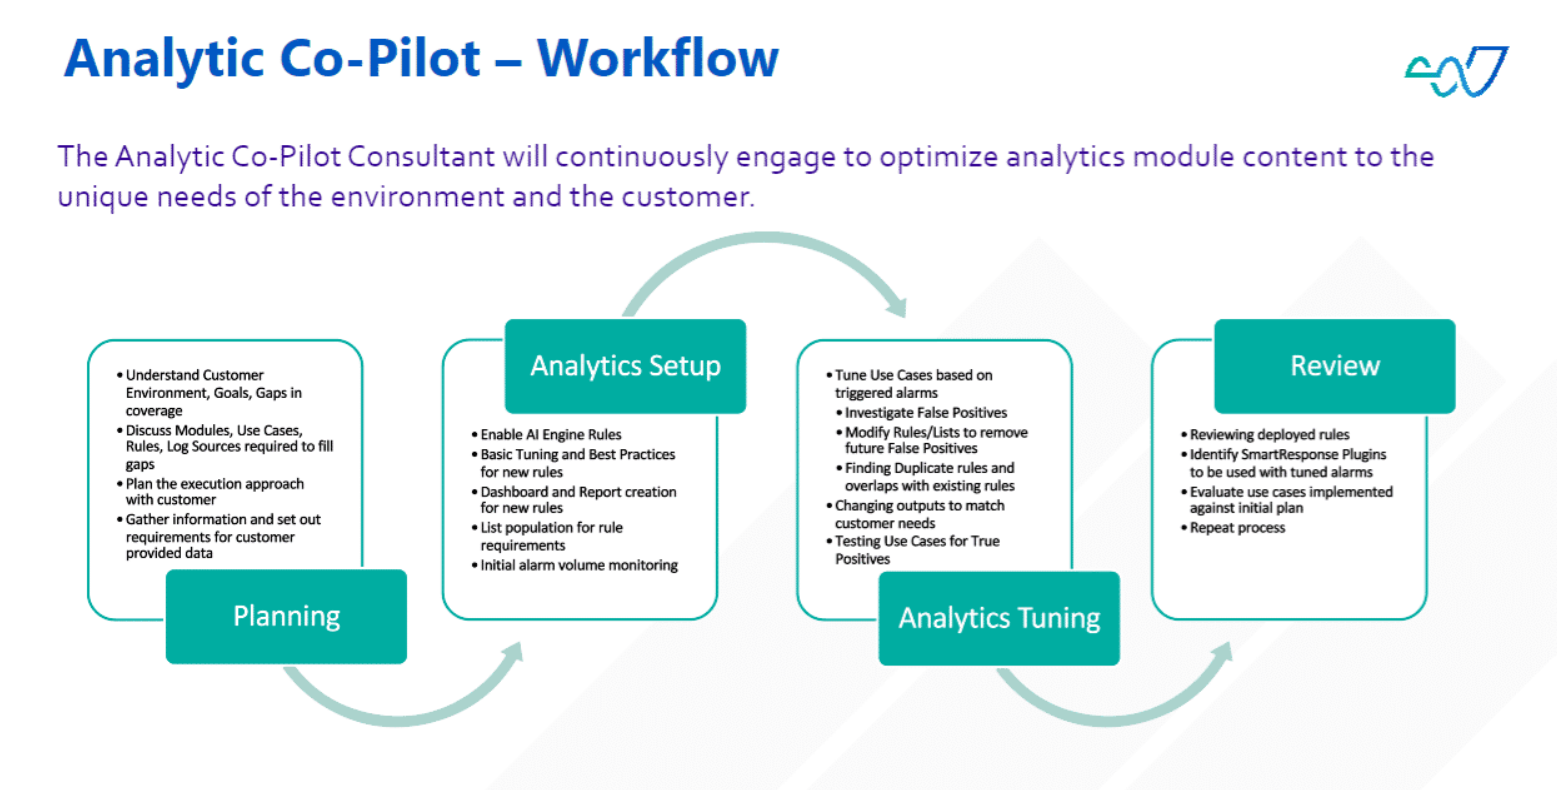 Analytic Co-Pilot – Workflow
The Analytic Co-Pilot Consultant will continuously engage to optimize analytics module content to the
unique needs of the environment and the customer.
• Understand Customer
Environment, Goals, Gaps in
coverage
• Discuss Modules, Use Cases,
Rules, Log Sources required to fill
gaps
• Plan the execution approach
with customer
• Gather information and set out
requirements for customer
provided data
Planning
Analytics Setup
• Enable AI Engine Rules
• Basic Tuning and Best Practices
for new rules
• Dashboard and Report creation
for new rules
• List population for rule
requirements
• Initial alarm volume monitoring
• Tune Use Cases based on
triggered alarms
• Investigate False Positives
• Modify Rules/Lists to remove
future False Positives
• Finding Duplicate rules and
overlaps with existing rules
• Changing outputs to match
customer needs
• Testing Use Cases for True
Positives
Analytics Tuning
Review
• Reviewing deployed rules
• Identify SmartResponse Plugins
to be used with tuned alarms
• Evaluate use cases implemented
against initial plan
• Repeat process